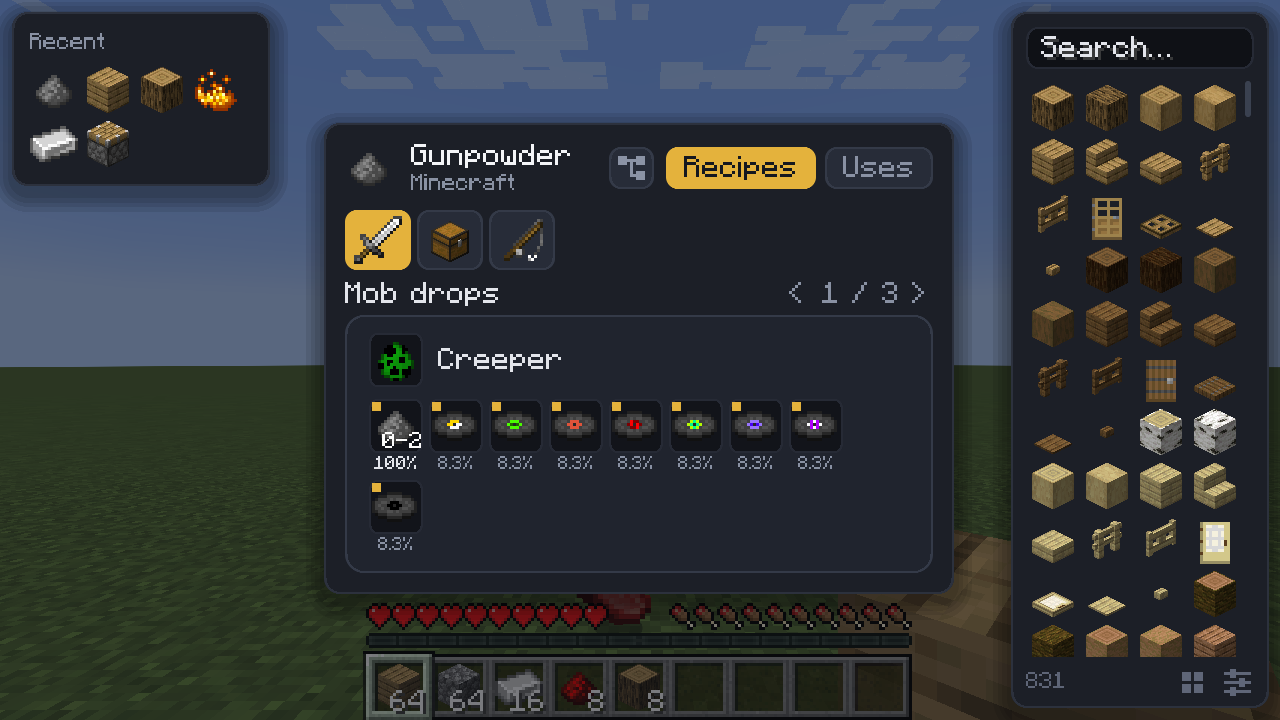 Recent
Search...
Gunpowder
Minecraft
Recipes
Uses
Mob drops
< 1 / 3 >
Creeper
0-2
100% 8.3% 8.3% 8.3% 8.3% 8.3% 8.3% 8.3%
8.3%
831
64 64 16 8 8